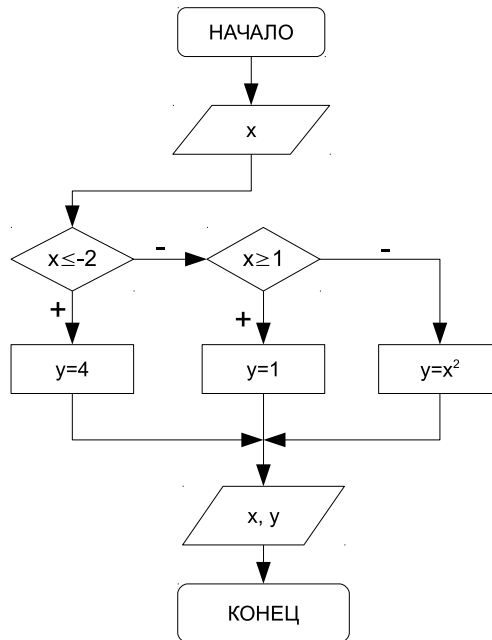 НАЧАЛО
x
x≤-2
-
x≥1
-
+
+
y=4
y=1
y=x²
x, y
КОНЕЦ